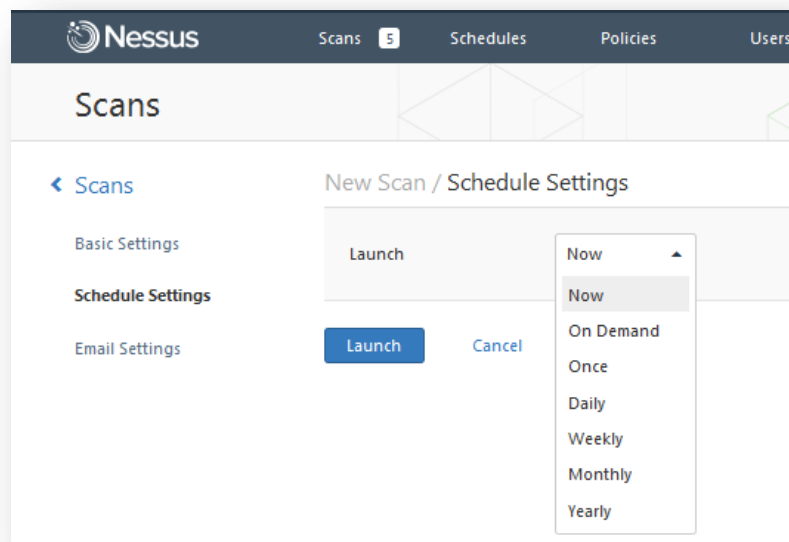 Nessus Scans 5 Schedules Policies Users
Scans
Scans
New Scan / Schedule Settings
Basic Settings
Schedule Settings
Email Settings
Launch
Now
Now
On Demand
Once
Daily
Weekly
Monthly
Yearly
Launch Cancel